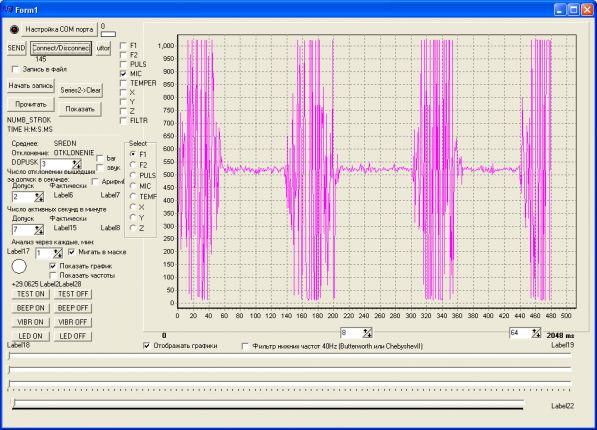 Form1
Настройка COM порта
0
SEND
Connect/Disconnect
145
Запись в файл
Начать запись
Series2->Clear
Прочитать
Показать
NUMB_STROK
TIME H:M:S.MS
F1
F2
PULS
MIC
TEMPER
X
Y
Z
FILTR
Среднее: SREDN
Отклонение: OTKLONENIE
DOPUSK 3
bar
звук
Число отклонений вышедших
за допуск в секунде:
Допуск Фактически
2 Label6 Label7
Число активных секунд в минуте
Допуск Фактически
7 Label15 Label8
Анализ через каждые, мин:
Label17 1 Мигать в маске
Показать график
Показать частоты
+29.0625 Label2Label28
TEST ON TEST OFF
BEEP ON BEEP OFF
VIBR ON VIBR OFF
LED ON LED OFF
Select
F1
F2
PULS
MIC
TEMF
X
Y
Z
1,000
950
900
850
800
750
700
650
600
550
500
450
400
350
300
250
200
150
100
50
0
0 20 40 60 80 100 120 140 160 180 200 220 240 260 280 300 320 340 360 380 400 420 440 460 480 500
0 8 64 2048 ms
Label18 Отображать графики Фильтр нижних частот 40Hz (Butterworth или ChebyshevII) Label19
Label22